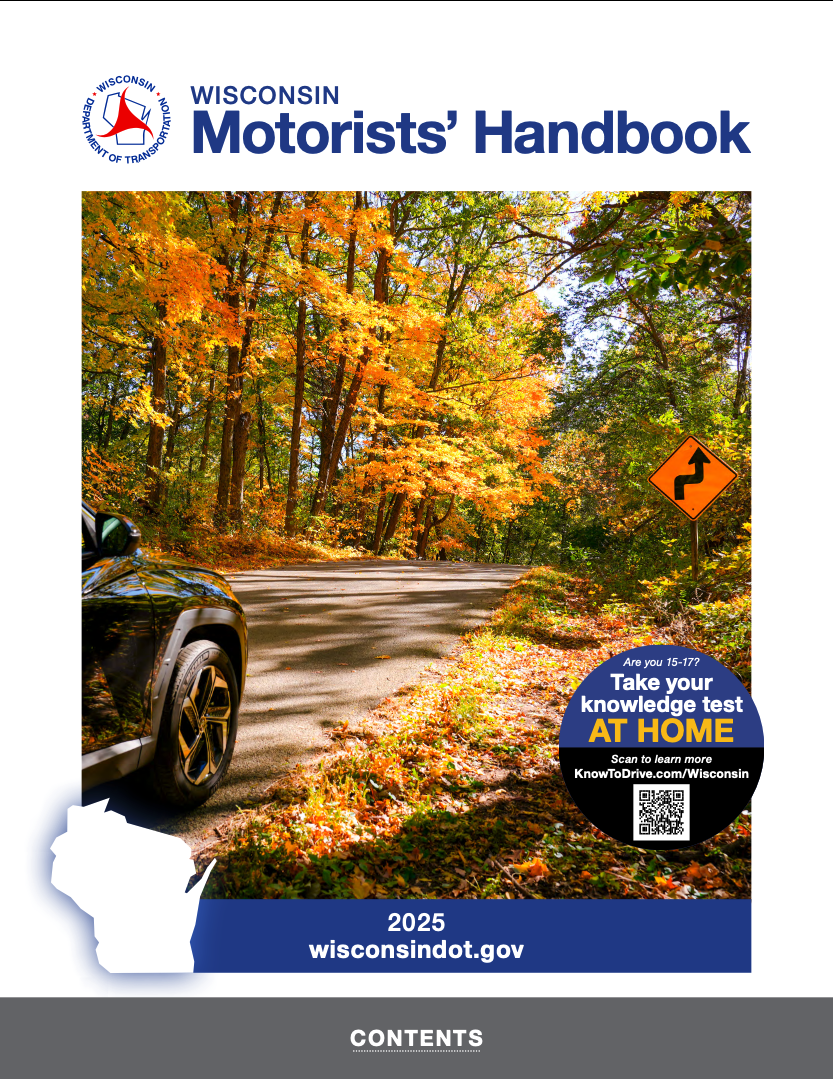 WISCONSIN
DEPARTMENT OF TRANSPORTATION
WISCONSIN
Motorists’ Handbook
Are you 15-17?
Take your
knowledge test
AT HOME
Scan to learn more
KnowToDrive.com/Wisconsin
2025
wisconsindot.gov
CONTENTS